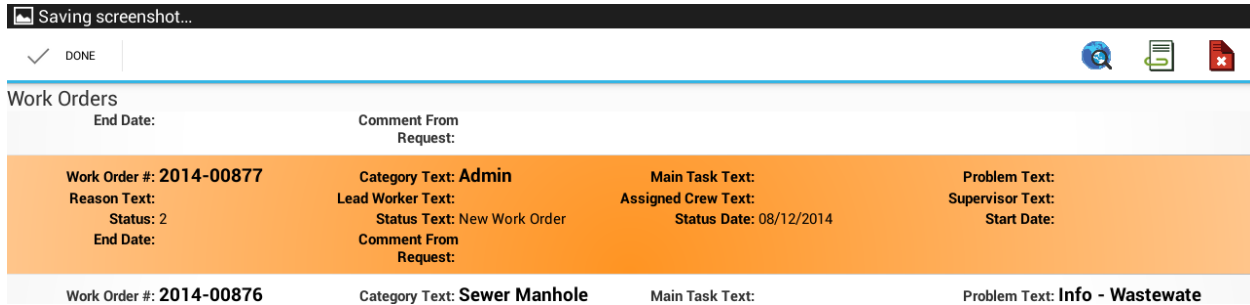 Saving screenshot...
DONE
Work Orders
End Date: Comment From
Request:
Work Order #: 2014-00877 Category Text: Admin Main Task Text: Problem Text:
Reason Text: Lead Worker Text: Assigned Crew Text: Supervisor Text:
Status: 2 Status Text: New Work Order Status Date: 08/12/2014 Start Date:
End Date: Comment From
Request:
Work Order #: 2014-00876 Category Text: Sewer Manhole Main Task Text: Problem Text: Info - Wastewate